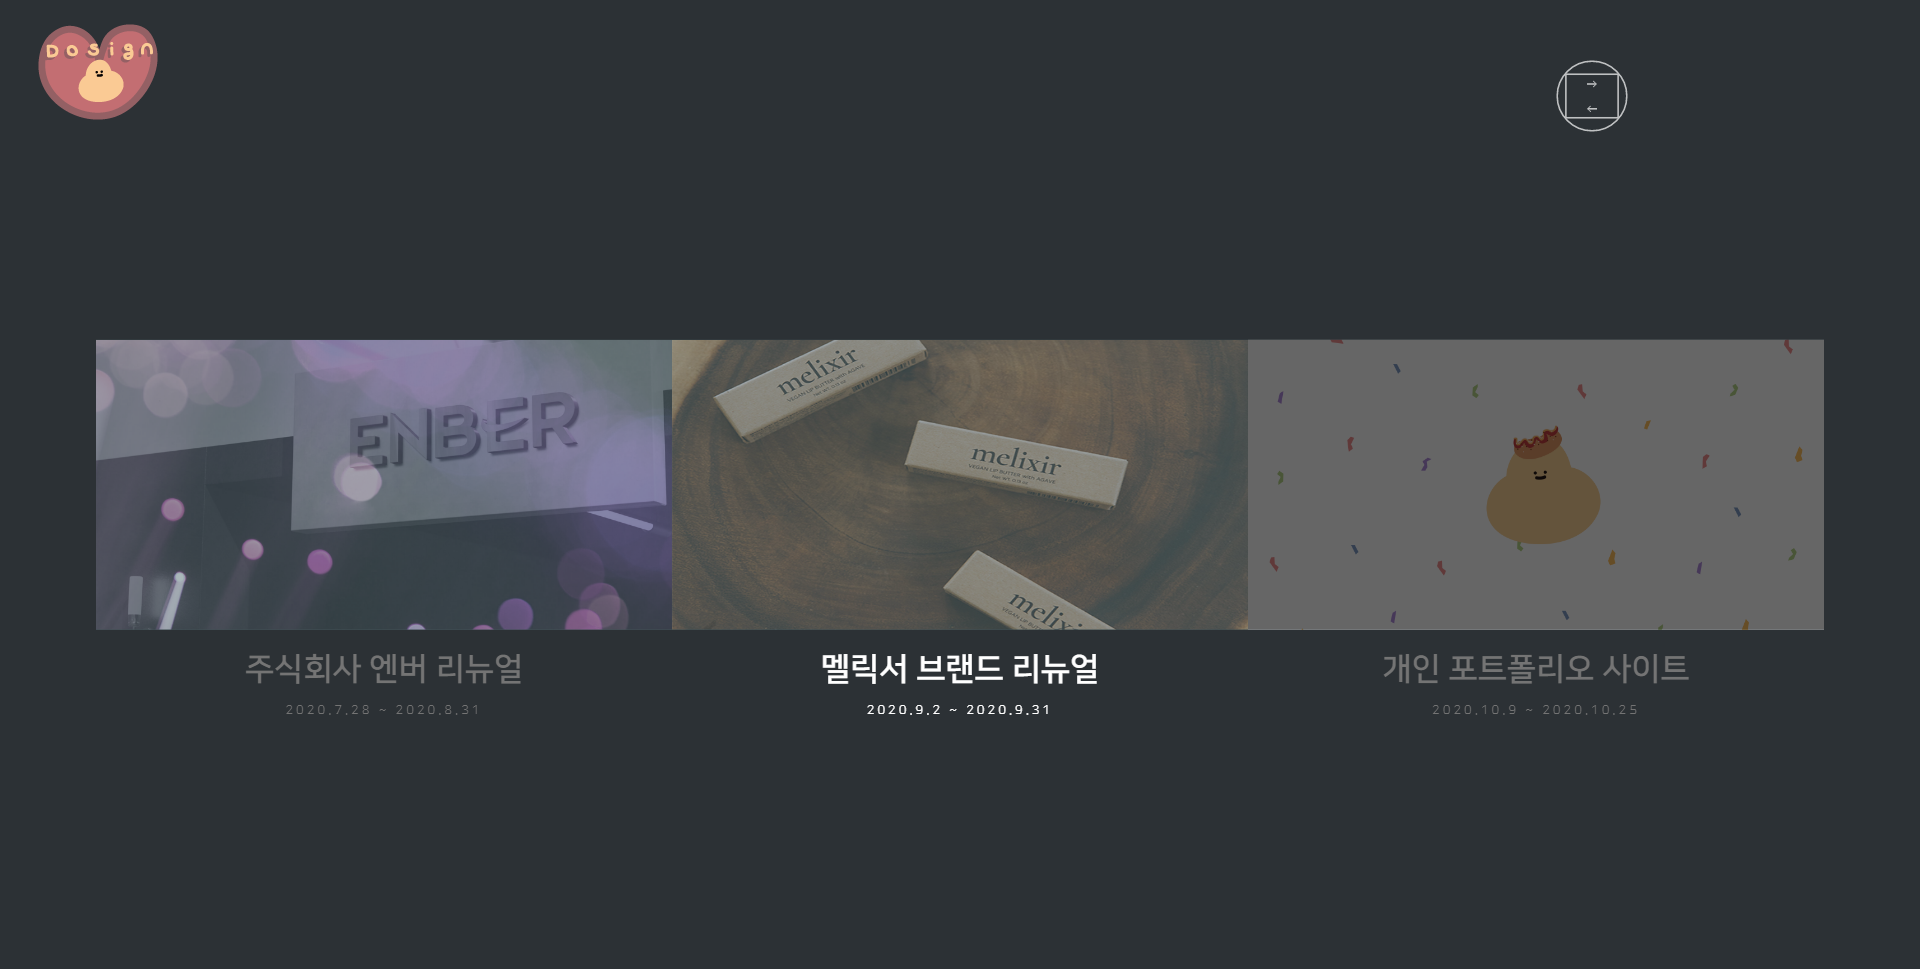 Dosign
→
←
ENBER
melixir
VEGAN LIP BUTTER with AGAVE
melixir
VEGAN LIP BUTTER with AGAVE
melixir
주식회사 엔버 리뉴얼
2020.7.28 ~ 2020.8.31
멜릭서 브랜드 리뉴얼
2020.9.2 ~ 2020.9.31
개인 포트폴리오 사이트
2020.10.9 ~ 2020.10.25